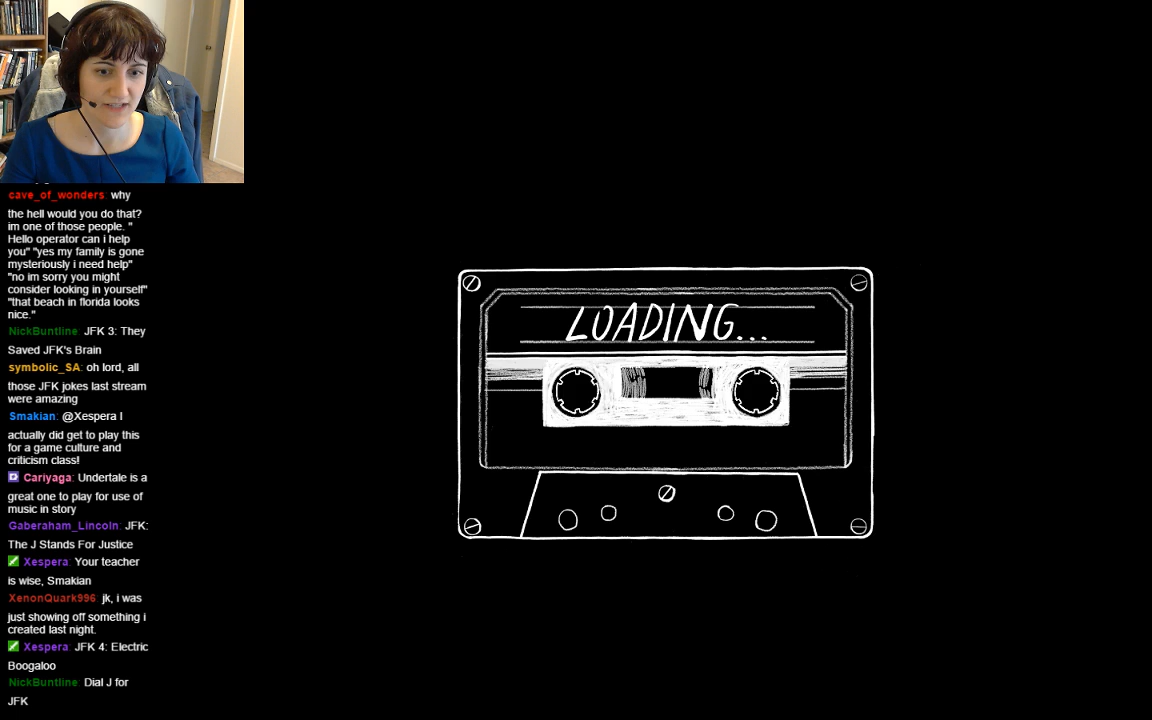 cave_of_wonders: why
the hell would you do that?
im one of those people. "
Hello operator can i help
you" "yes my family is gone
mysteriously i need help"
"no im sorry you might
consider looking in yourself"
"that beach in florida looks
nice."
NickBuntline: JFK 3: They
Saved JFK's Brain
symbolic_SA: oh lord, all
those JFK jokes last stream
were amazing
Smakian: @Xespera I
actually did get to play this
for a game culture and
criticism class!
Cariyaga: Undertale is a
great one to play for use of
music in story
Gaberaham_Lincoln: JFK:
The J Stands For Justice
Xespera: Your teacher
is wise, Smakian
XenonQuark996 jk, i was
just showing off something i
created last night.
Xespera: JFK 4: Electric
Boogaloo
NickBuntline: Dial J for
JFK
LOADING...